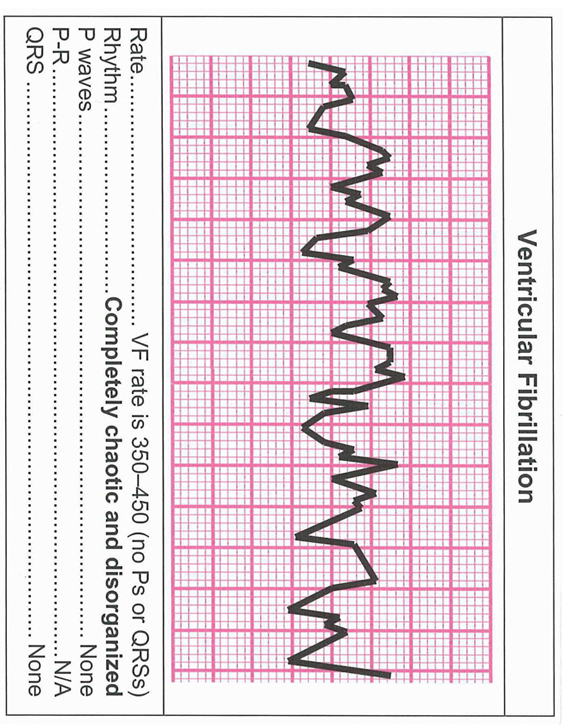 Ventricular Fibrillation
Rate.................................... VF rate is 350–450 (no Ps or QRSs)
Rhythm ........................... Completely chaotic and disorganized
P waves.......................................................................... None
P-R...................................................................................N/A
QRS ................................................................................ None